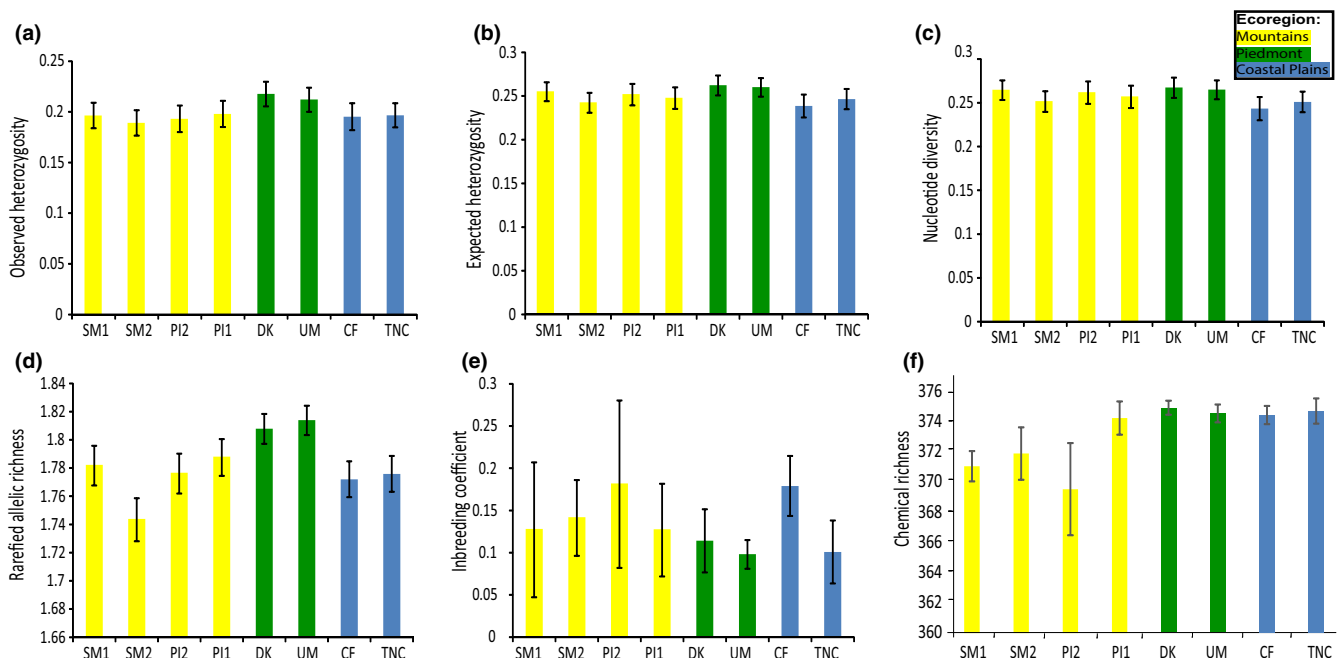 (a)
Observed heterozygosity
0.25
0.2
0.15
0.1
0.05
0
SM1 SM2 PI2 PI1 DK UM CF TNC
(b)
Expected heterozygosity
0.3
0.25
0.2
0.15
0.1
0.05
0
SM1 SM2 PI2 PI1 DK UM CF TNC
(c)
Nucleotide diversity
0.3
0.25
0.2
0.15
0.1
0.05
0
SM1 SM2 PI2 PI1 DK UM CF TNC
Ecoregion:
Mountains
Piedmont
Coastal Plains
(d)
Rarefied allelic richness
1.84
1.82
1.8
1.78
1.76
1.74
1.72
1.7
1.68
1.66
SM1 SM2 PI2 PI1 DK UM CF TNC
(e)
Inbreeding coefficient
0.3
0.25
0.2
0.15
0.1
0.05
0
SM1 SM2 PI2 PI1 DK UM CF TNC
(f)
Chemical richness
376
374
372
370
368
366
364
362
360
SM1 SM2 PI2 PI1 DK UM CF TNC